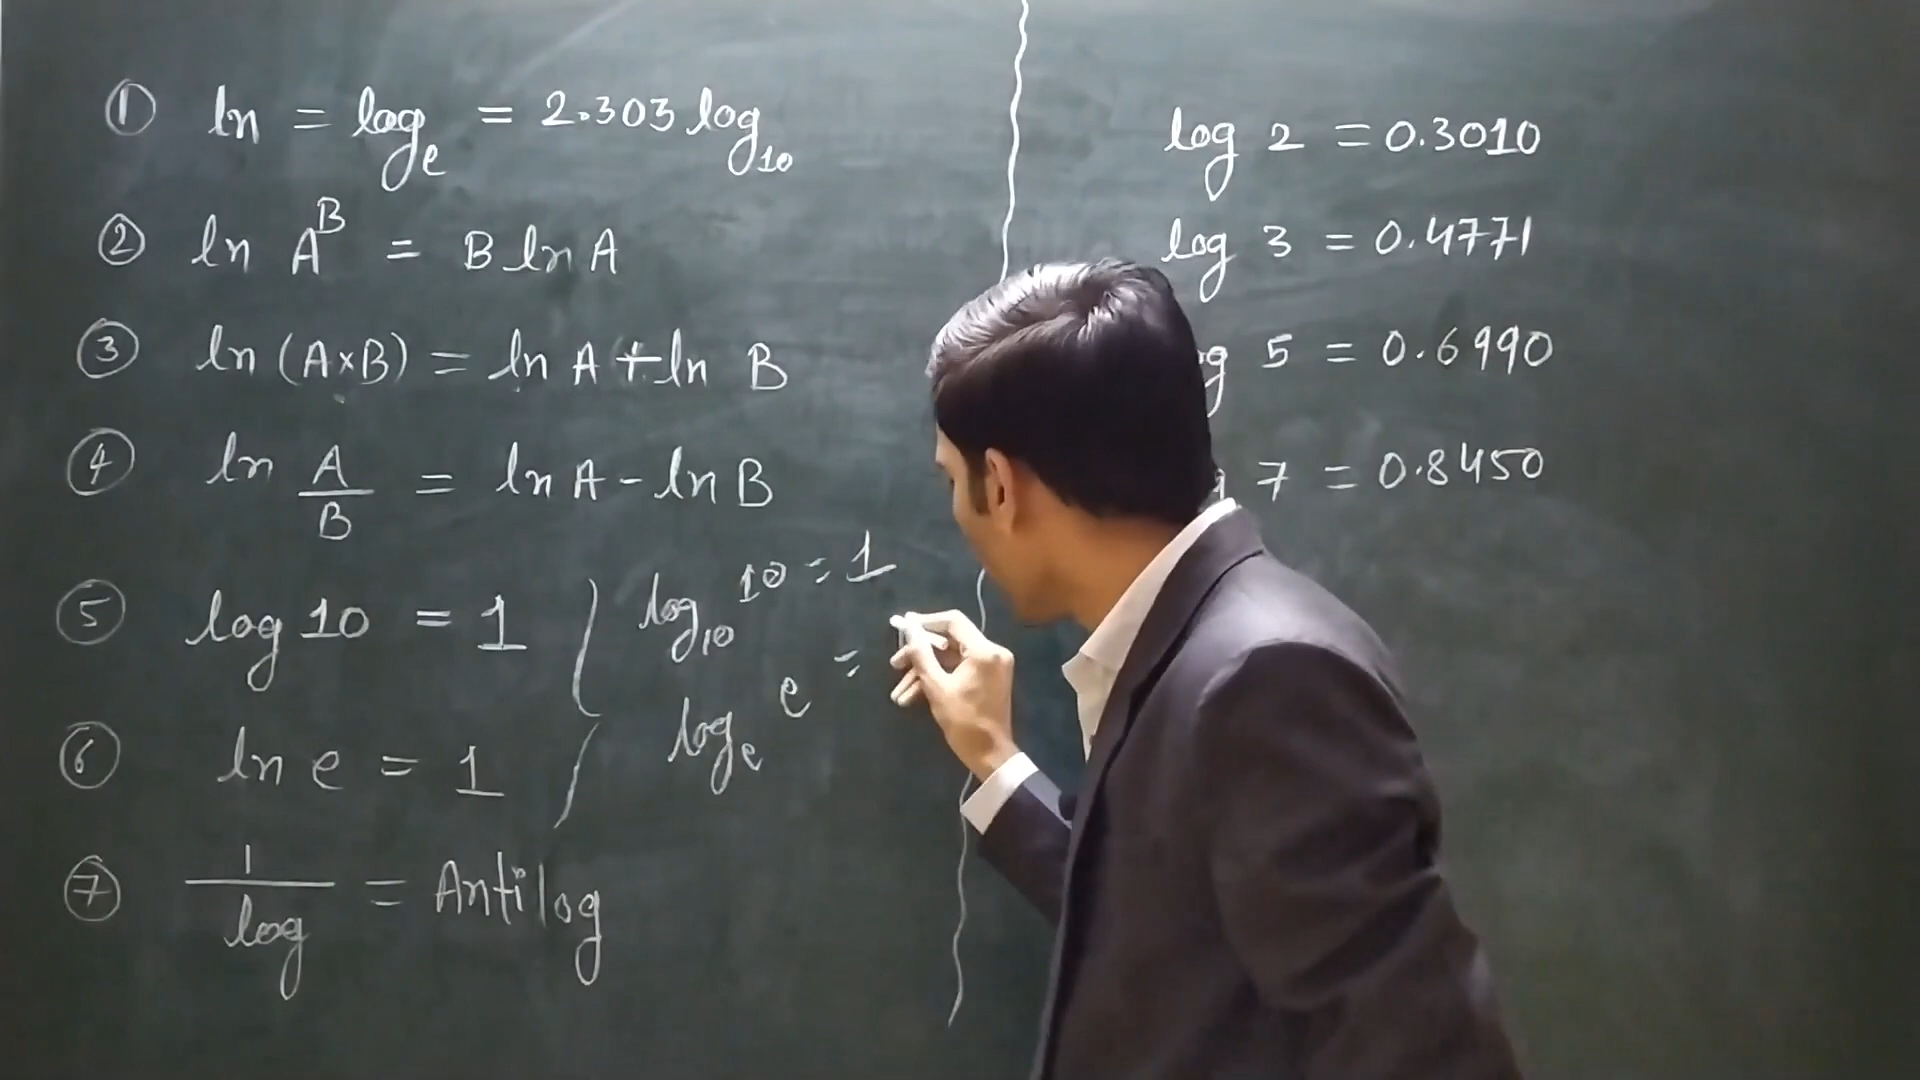 ① ln = logₑ = 2.303 log₁₀
② ln Aᴮ = B ln A
③ ln (A×B) = ln A + ln B
④ ln A/B = ln A - ln B
⑤ log 10 = 1
log₁₀ 10 = 1
⑥ ln e = 1
logₑ e =
⑦ 1/log = Antilog
log 2 = 0.3010
log 3 = 0.4771
g 5 = 0.6990
7 = 0.8450